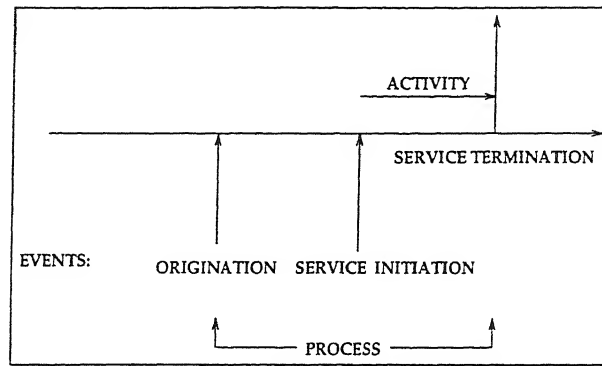 ACTIVITY
SERVICE TERMINATION
EVENTS: ORIGINATION SERVICE INITIATION
PROCESS